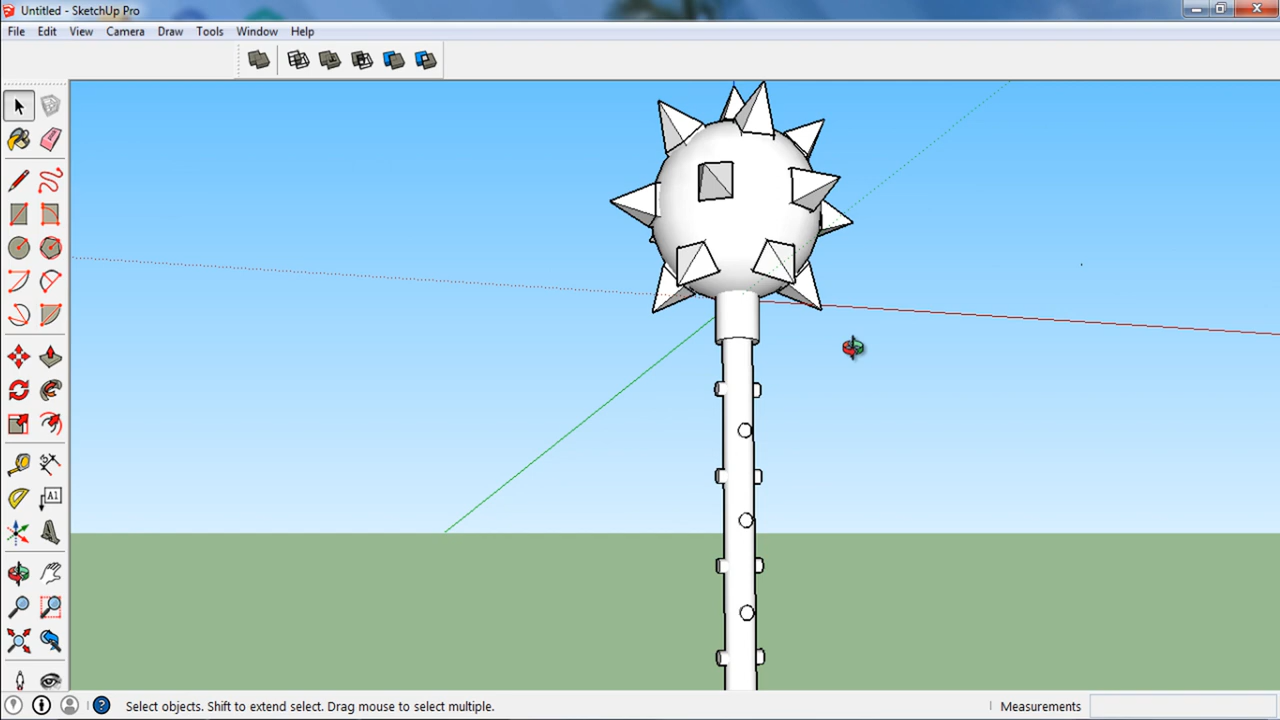 Untitled - SketchUp Pro
File Edit View Camera Draw Tools Window Help
A1
Select objects. Shift to extend select. Drag mouse to select multiple.
Measurements